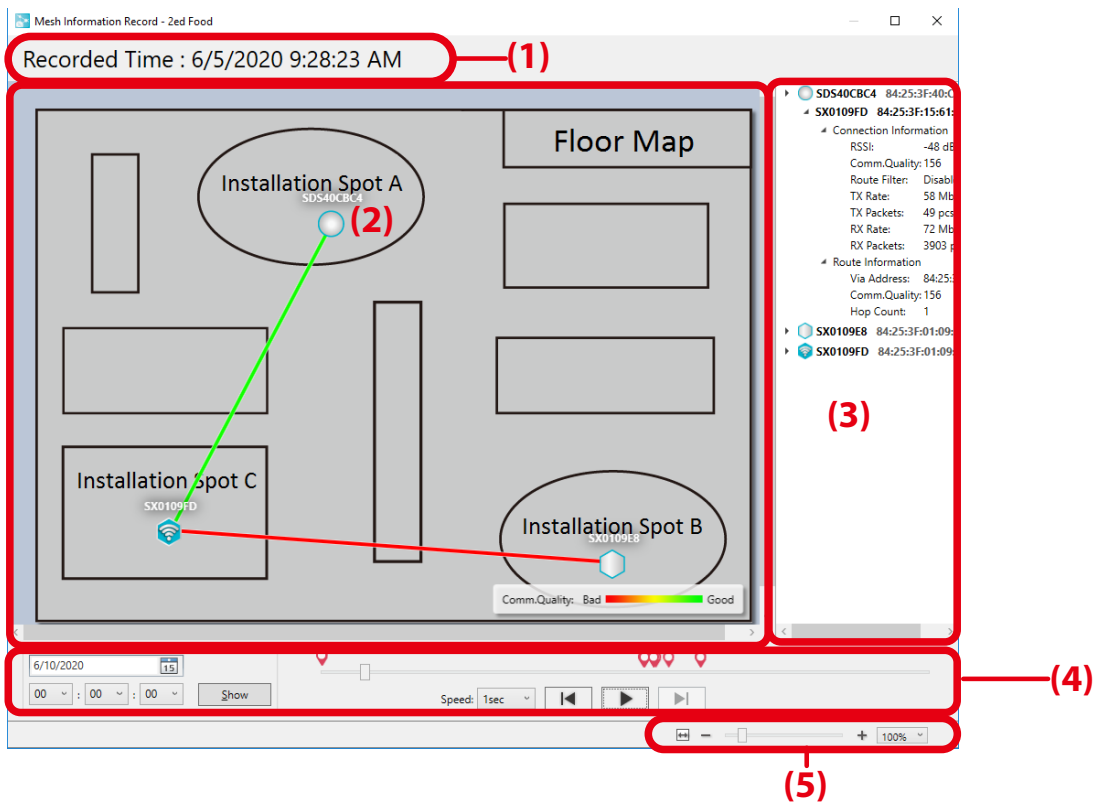 Mesh Information Record - 2ed Food
Recorded Time : 6/5/2020 9:28:23 AM
(1)
Floor Map
Installation Spot A
SDS40CBC4
(2)
Installation Spot C
SX0109FD
Installation Spot B
SX0109E8
Comm.Quality: Bad Good
SDS40CBC4 84:25:3F:40:C
SX0109FD 84:25:3F:15:61:
Connection Information
RSSI: -48 dB
Comm.Quality: 156
Route Filter: Disabl
TX Rate: 58 Mb
TX Packets: 49 pcs
RX Rate: 72 Mb
RX Packets: 3903 p
Route Information
Via Address: 84:25:
Comm.Quality: 156
Hop Count: 1
SX0109E8 84:25:3F:01:09:
SX0109FD 84:25:3F:01:09:
(3)
6/10/2020 15
00 : 00 : 00 Show
Speed: 1sec
(4)
100%
(5)